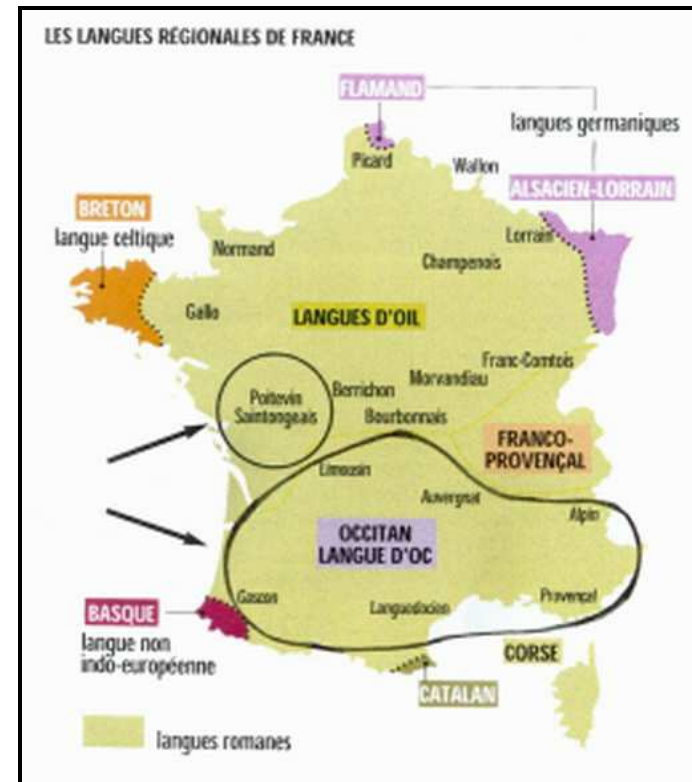 LES LANGUES RÉGIONALES DE FRANCE
FLAMAND
langues germaniques
Picard
Wallon
ALSACIEN-LORRAIN
BRETON
langue celtique
Normand
Lorrain
Champenois
Gallo
LANGUES D'OIL
Franc-Comtois
Morvandiau
Berrichon
Poitevin
Saintongeais
Bourbonnais
FRANCO-
PROVENÇAL
Limousin
Auvergnat
Alpin
OCCITAN
LANGUE D'OC
Gascon
Languedocien
Provençal
BASQUE
langue non
indo-européenne
CORSE
CATALAN
langues romanes